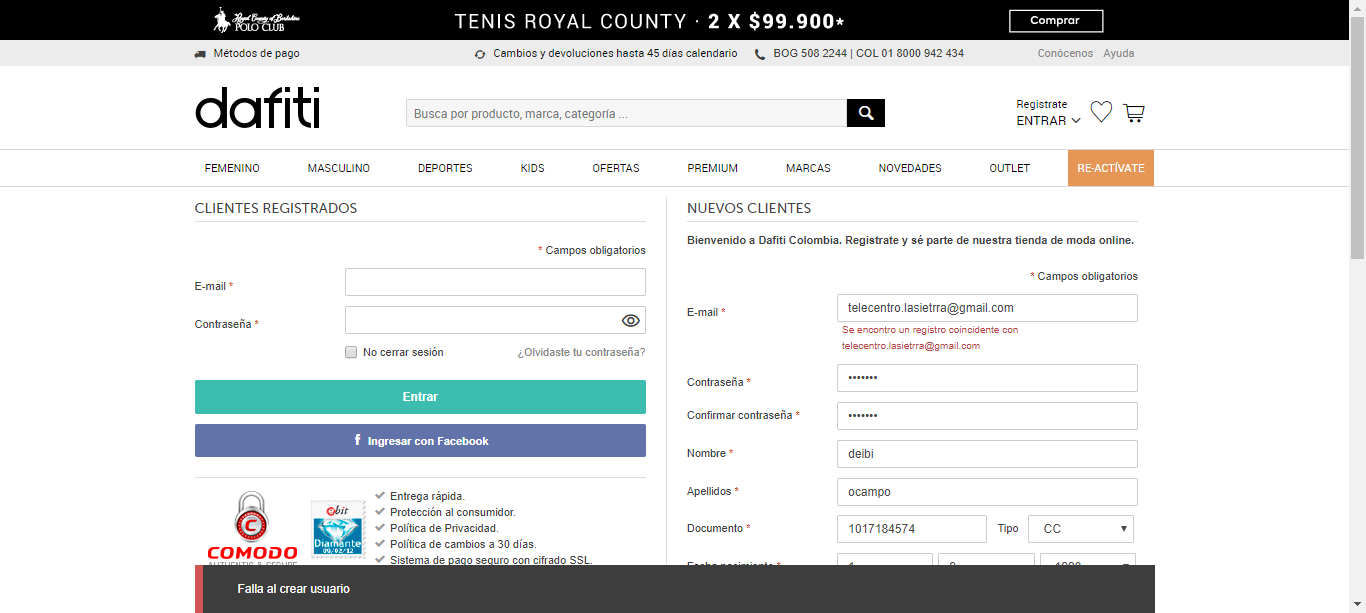 Royal County of Berkshire
POLO CLUB
TENIS ROYAL COUNTY · 2 X $99.900*
Comprar
Métodos de pago
Cambios y devoluciones hasta 45 días calendario
BOG 508 2244 | COL 01 8000 942 434
Conócenos Ayuda
dafiti
Busca por producto, marca, categoría ...
Registrate
ENTRAR
FEMENINO MASCULINO DEPORTES KIDS OFERTAS PREMIUM MARCAS NOVEDADES OUTLET RE-ACTÍVATE
CLIENTES REGISTRADOS
* Campos obligatorios
E-mail *
Contraseña *
No cerrar sesión
¿Olvidaste tu contraseña?
Entrar
f Ingresar con Facebook
COMODO
AUTHENTIC & SECURE
ebit
Diamante
09/02/12
Entrega rápida.
Protección al consumidor.
Política de Privacidad.
Política de cambios a 30 días.
Sistema de pago seguro con cifrado SSL.
NUEVOS CLIENTES
Bienvenido a Dafiti Colombia. Registrate y sé parte de nuestra tienda de moda online.
* Campos obligatorios
E-mail * telecentro.lasietrra@gmail.com
Se encontro un registro coincidente con
telecentro.lasietrra@gmail.com
Contraseña * •••••••
Confirmar contraseña * •••••••
Nombre * deibi
Apellidos * ocampo
Documento * 1017184574 Tipo CC
Fecha nacimiento *
Falla al crear usuario